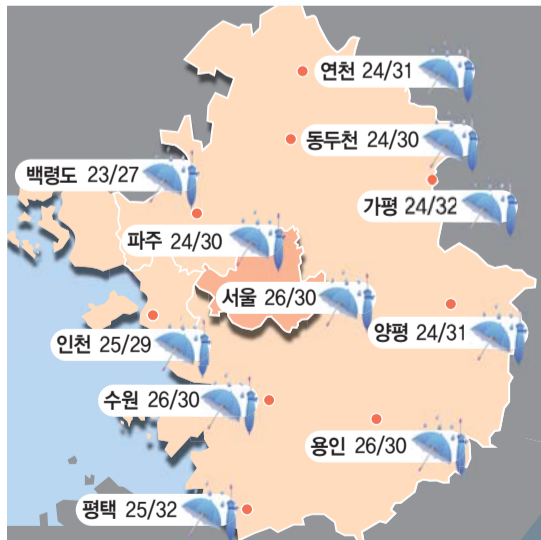 연천 24/31
동두천 24/30
백령도 23/27
가평 24/32
파주 24/30
서울 26/30
양평 24/31
인천 25/29
수원 26/30
용인 26/30
평택 25/32